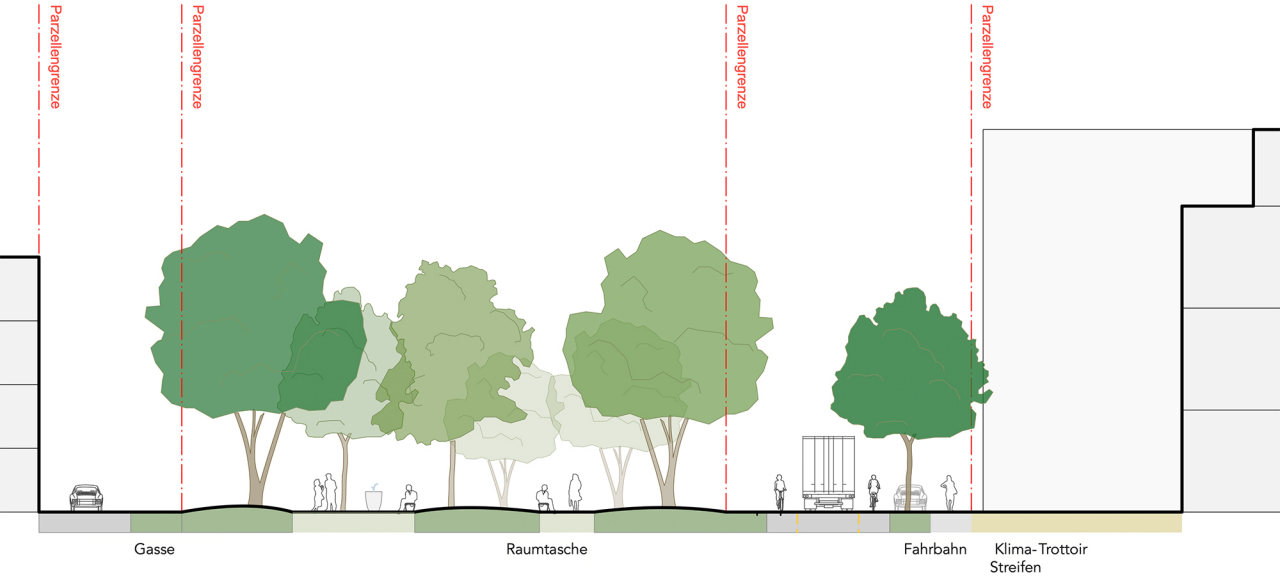 Parzellengrenze
Parzellengrenze
Parzellengrenze
Parzellengrenze
Gasse
Raumtasche
Fahrbahn
Klima-Trottoir
Streifen